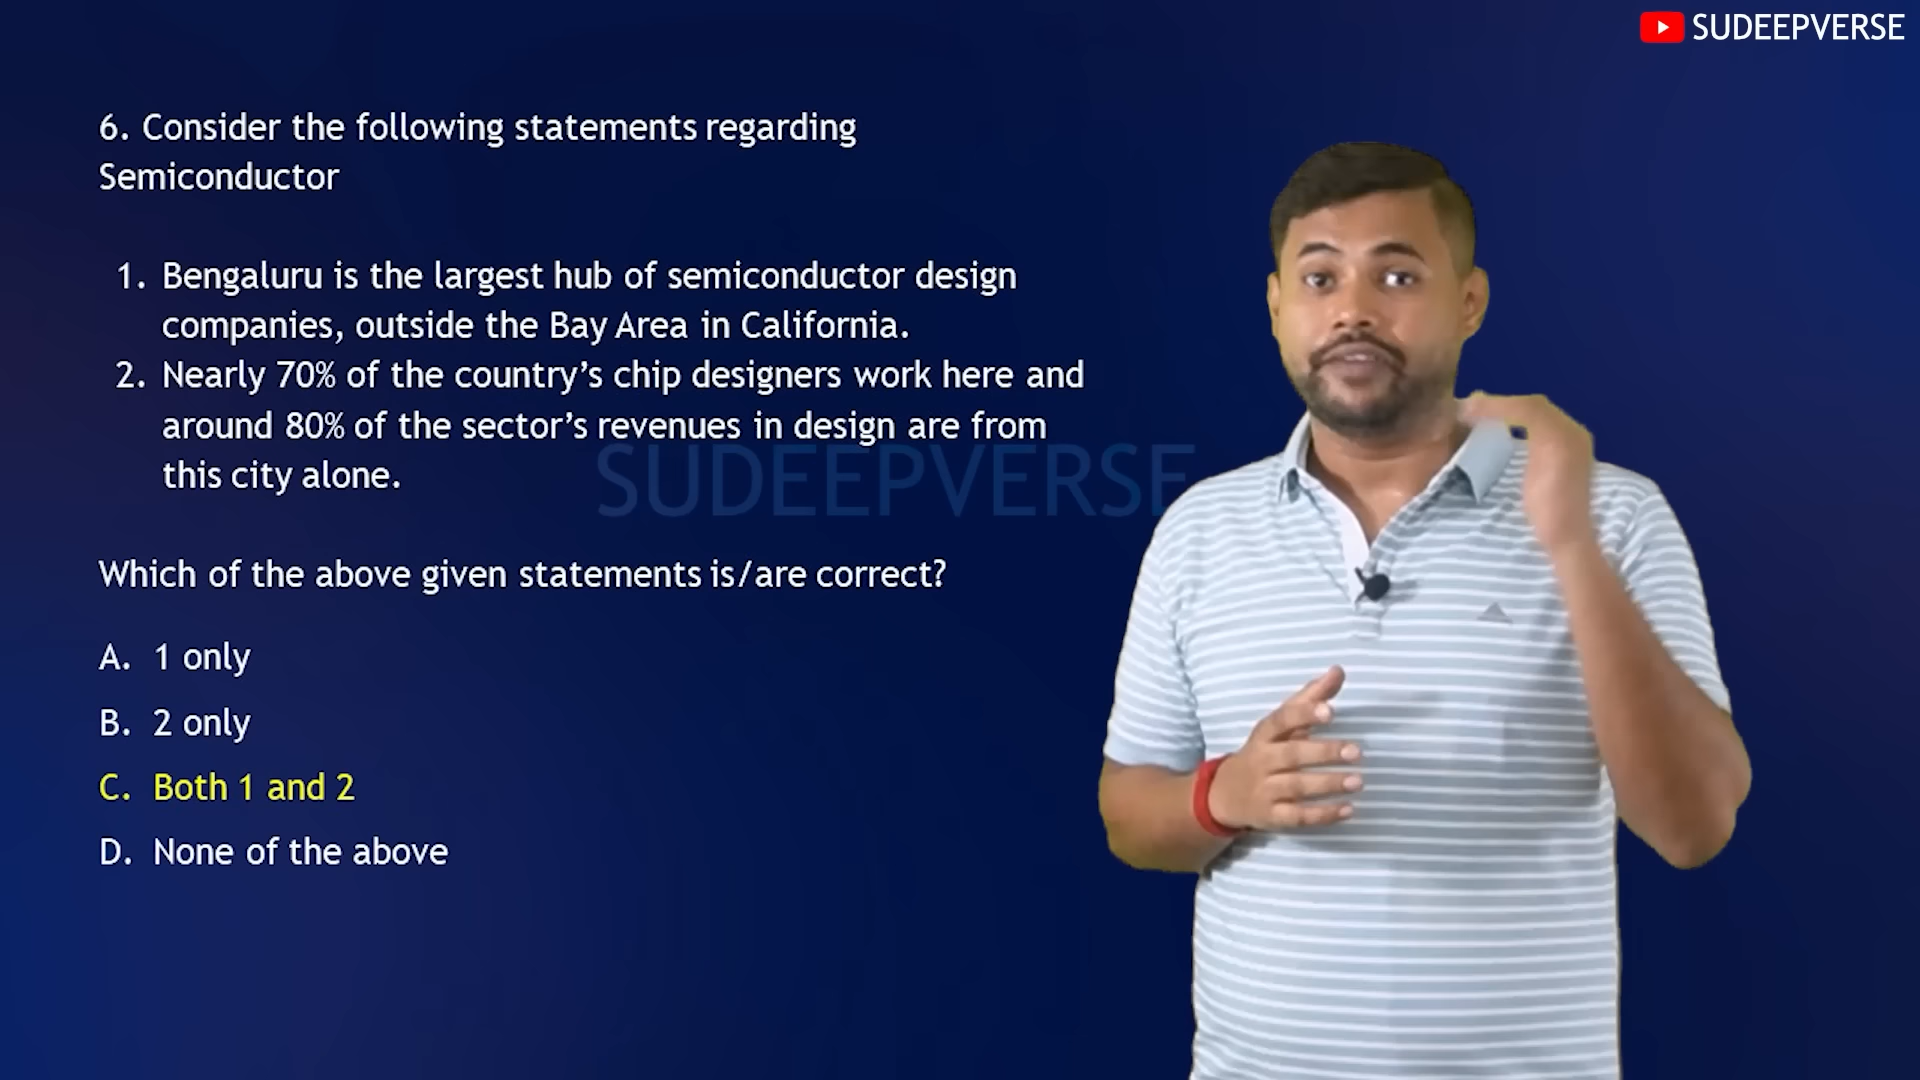 SUDEEPVERSE
6. Consider the following statements regarding
Semiconductor
1. Bengaluru is the largest hub of semiconductor design
companies, outside the Bay Area in California.
2. Nearly 70% of the country’s chip designers work here and
around 80% of the sector’s revenues in design are from
this city alone.
SUDEEPVERSE
Which of the above given statements is/are correct?
A. 1 only
B. 2 only
C. Both 1 and 2
D. None of the above